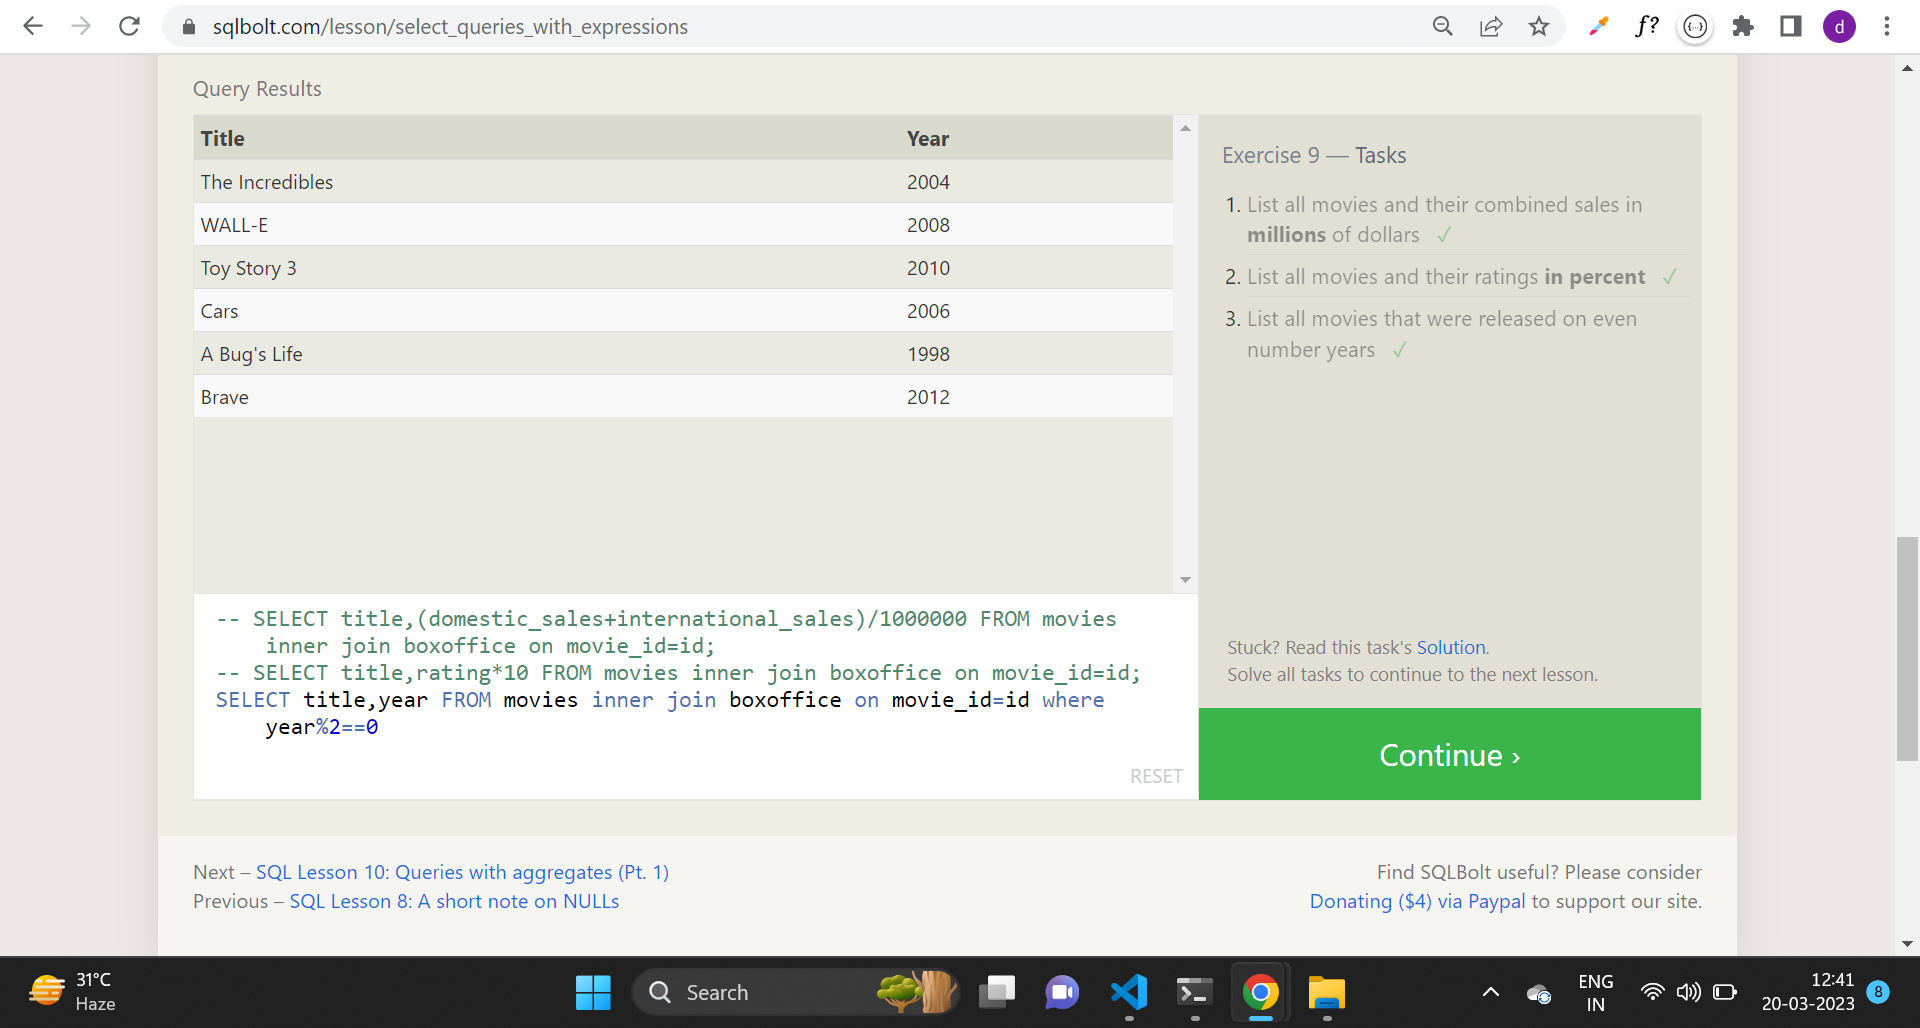 sqlbolt.com/lesson/select_queries_with_expressions
f?
{...}
d
Query Results
Title Year
The Incredibles 2004
WALL-E 2008
Toy Story 3 2010
Cars 2006
A Bug's Life 1998
Brave 2012
Exercise 9 — Tasks
1. List all movies and their combined sales in
millions of dollars ✓
2. List all movies and their ratings in percent ✓
3. List all movies that were released on even
number years ✓
Stuck? Read this task's Solution.
Solve all tasks to continue to the next lesson.
Continue ›
-- SELECT title,(domestic_sales+international_sales)/1000000 FROM movies
inner join boxoffice on movie_id=id;
-- SELECT title,rating*10 FROM movies inner join boxoffice on movie_id=id;
SELECT title,year FROM movies inner join boxoffice on movie_id=id where
year%2==0
RESET
Next – SQL Lesson 10: Queries with aggregates (Pt. 1)
Previous – SQL Lesson 8: A short note on NULLs
Find SQLBolt useful? Please consider
Donating ($4) via Paypal to support our site.
31°C
Haze
Search
ENG
IN
12:41
20-03-2023
8